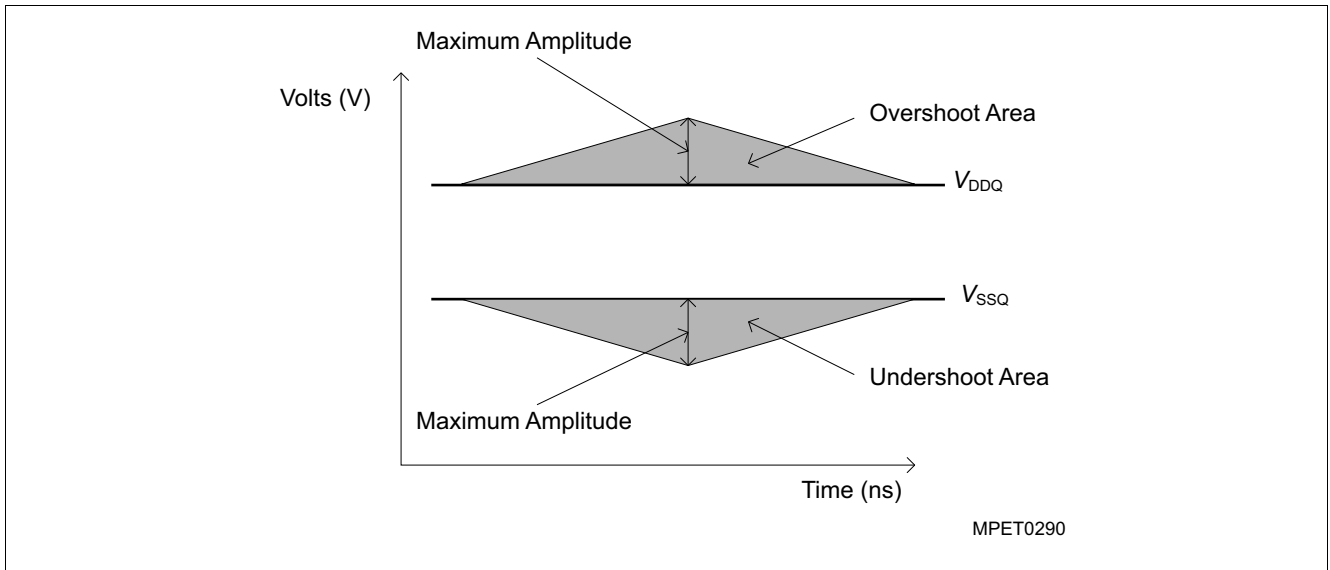 Maximum Amplitude
Volts (V)
Overshoot Area
VDDQ
VSSQ
Undershoot Area
Maximum Amplitude
Time (ns)
MPET0290